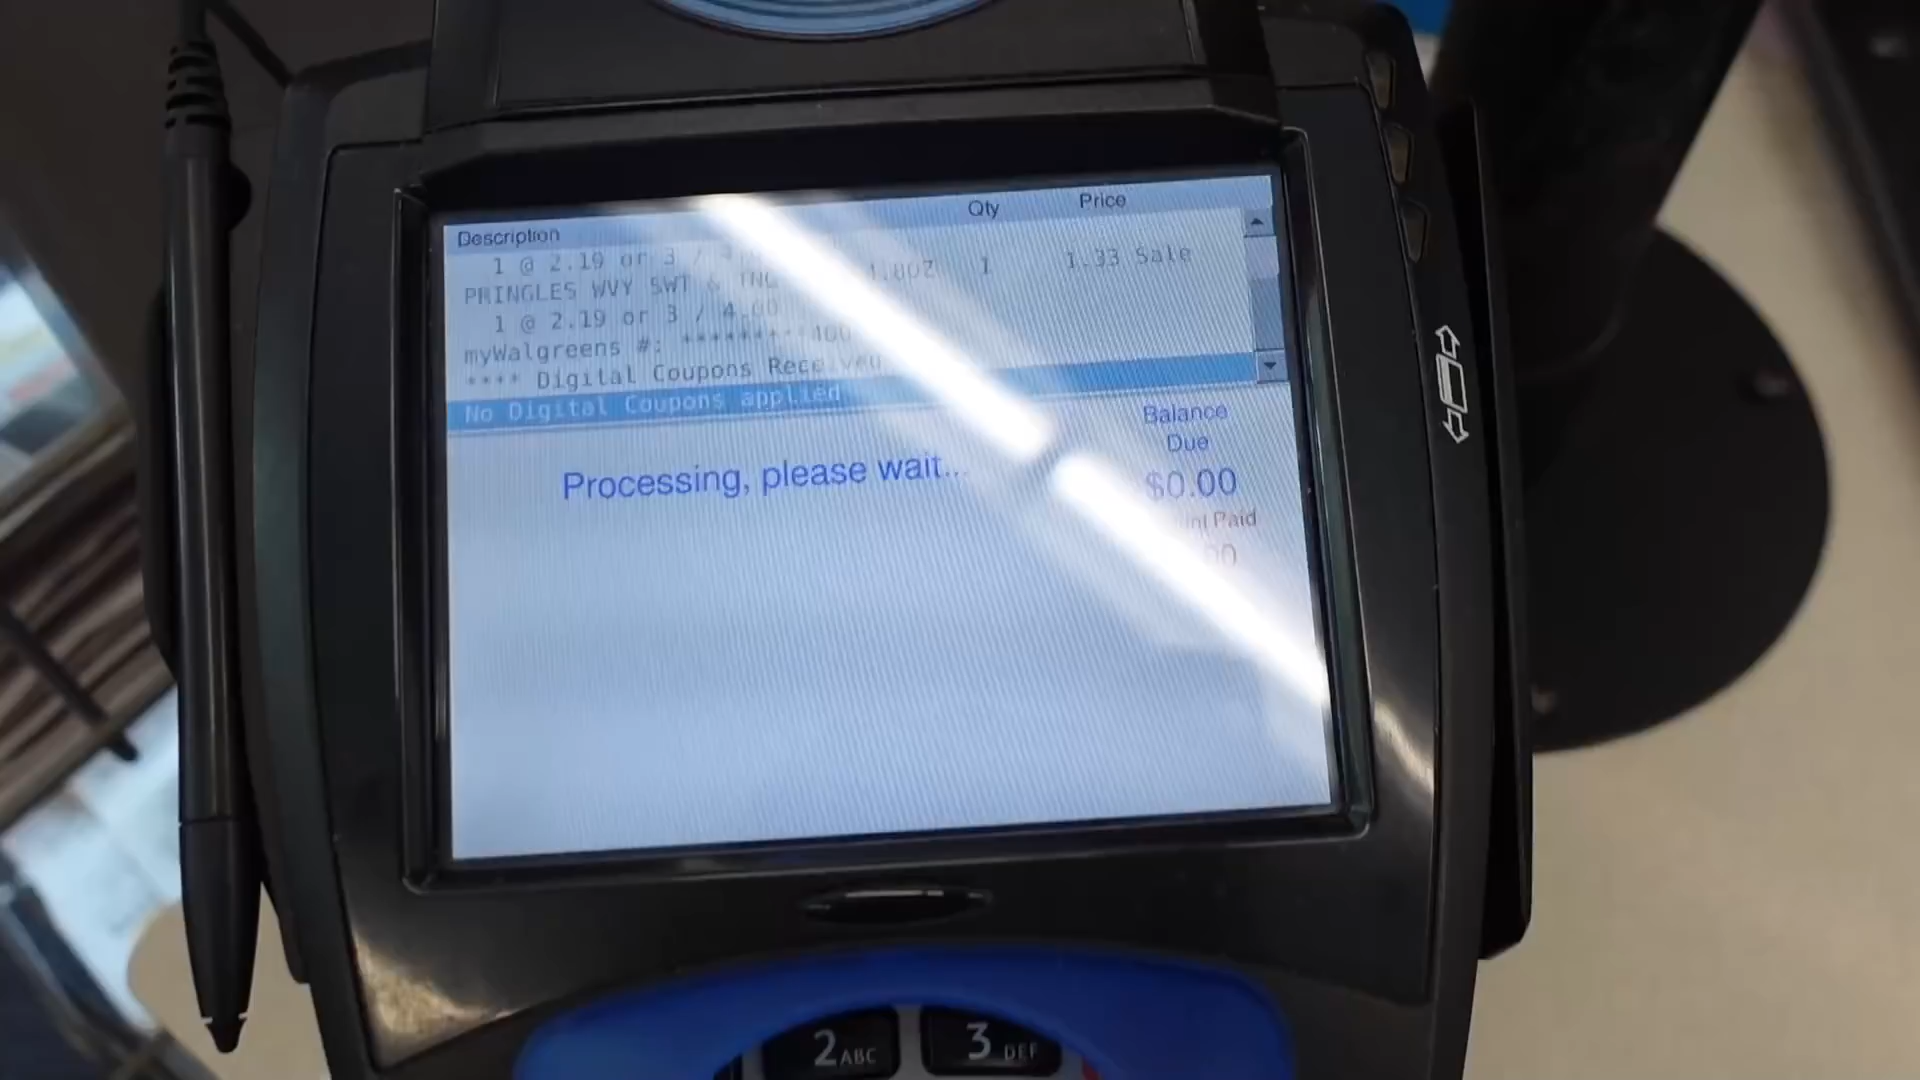 Description Qty Price
1 @ 2.19 or 3 / 4.
PRINGLES WVY SWT & TNG 4.8OZ 1 1.33 Sale
1 @ 2.19 or 3 / 4.00
myWalgreens #: *********400
**** Digital Coupons Received
No Digital Coupons applied
Processing, please wait...
Balance
Due
$0.00
Paid
2 ABC 3 DEF